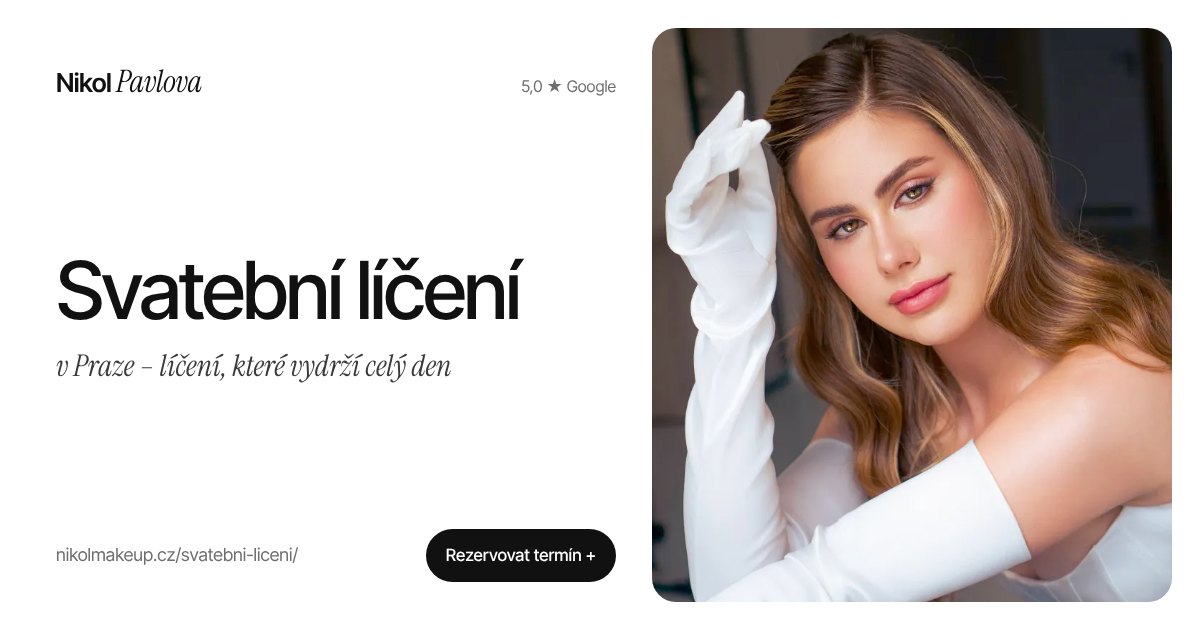 Nikol Pavlova
5,0 ★ Google
Svatební líčení
v Praze – líčení, které vydrží celý den
nikolmakeup.cz/svatebni-liceni/
Rezervovat termín +